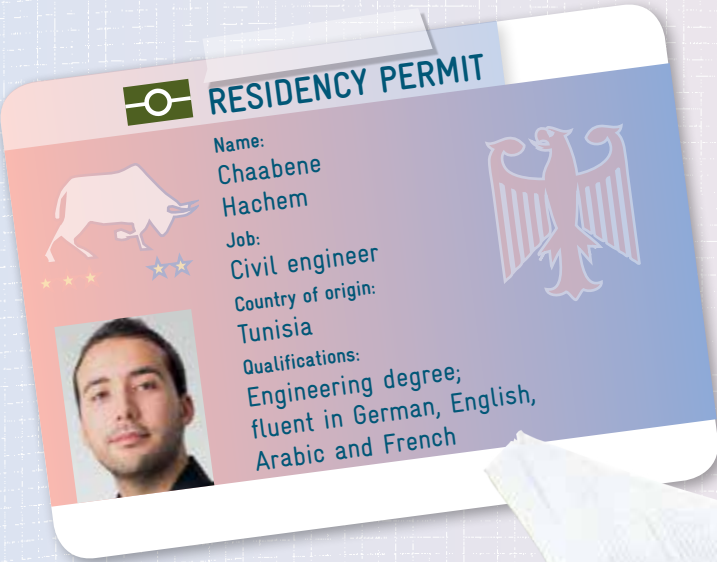 RESIDENCY PERMIT
Name:
Chaabene
Hachem
Job:
Civil engineer
Country of origin:
Tunisia
Qualifications:
Engineering degree;
fluent in German, English,
Arabic and French